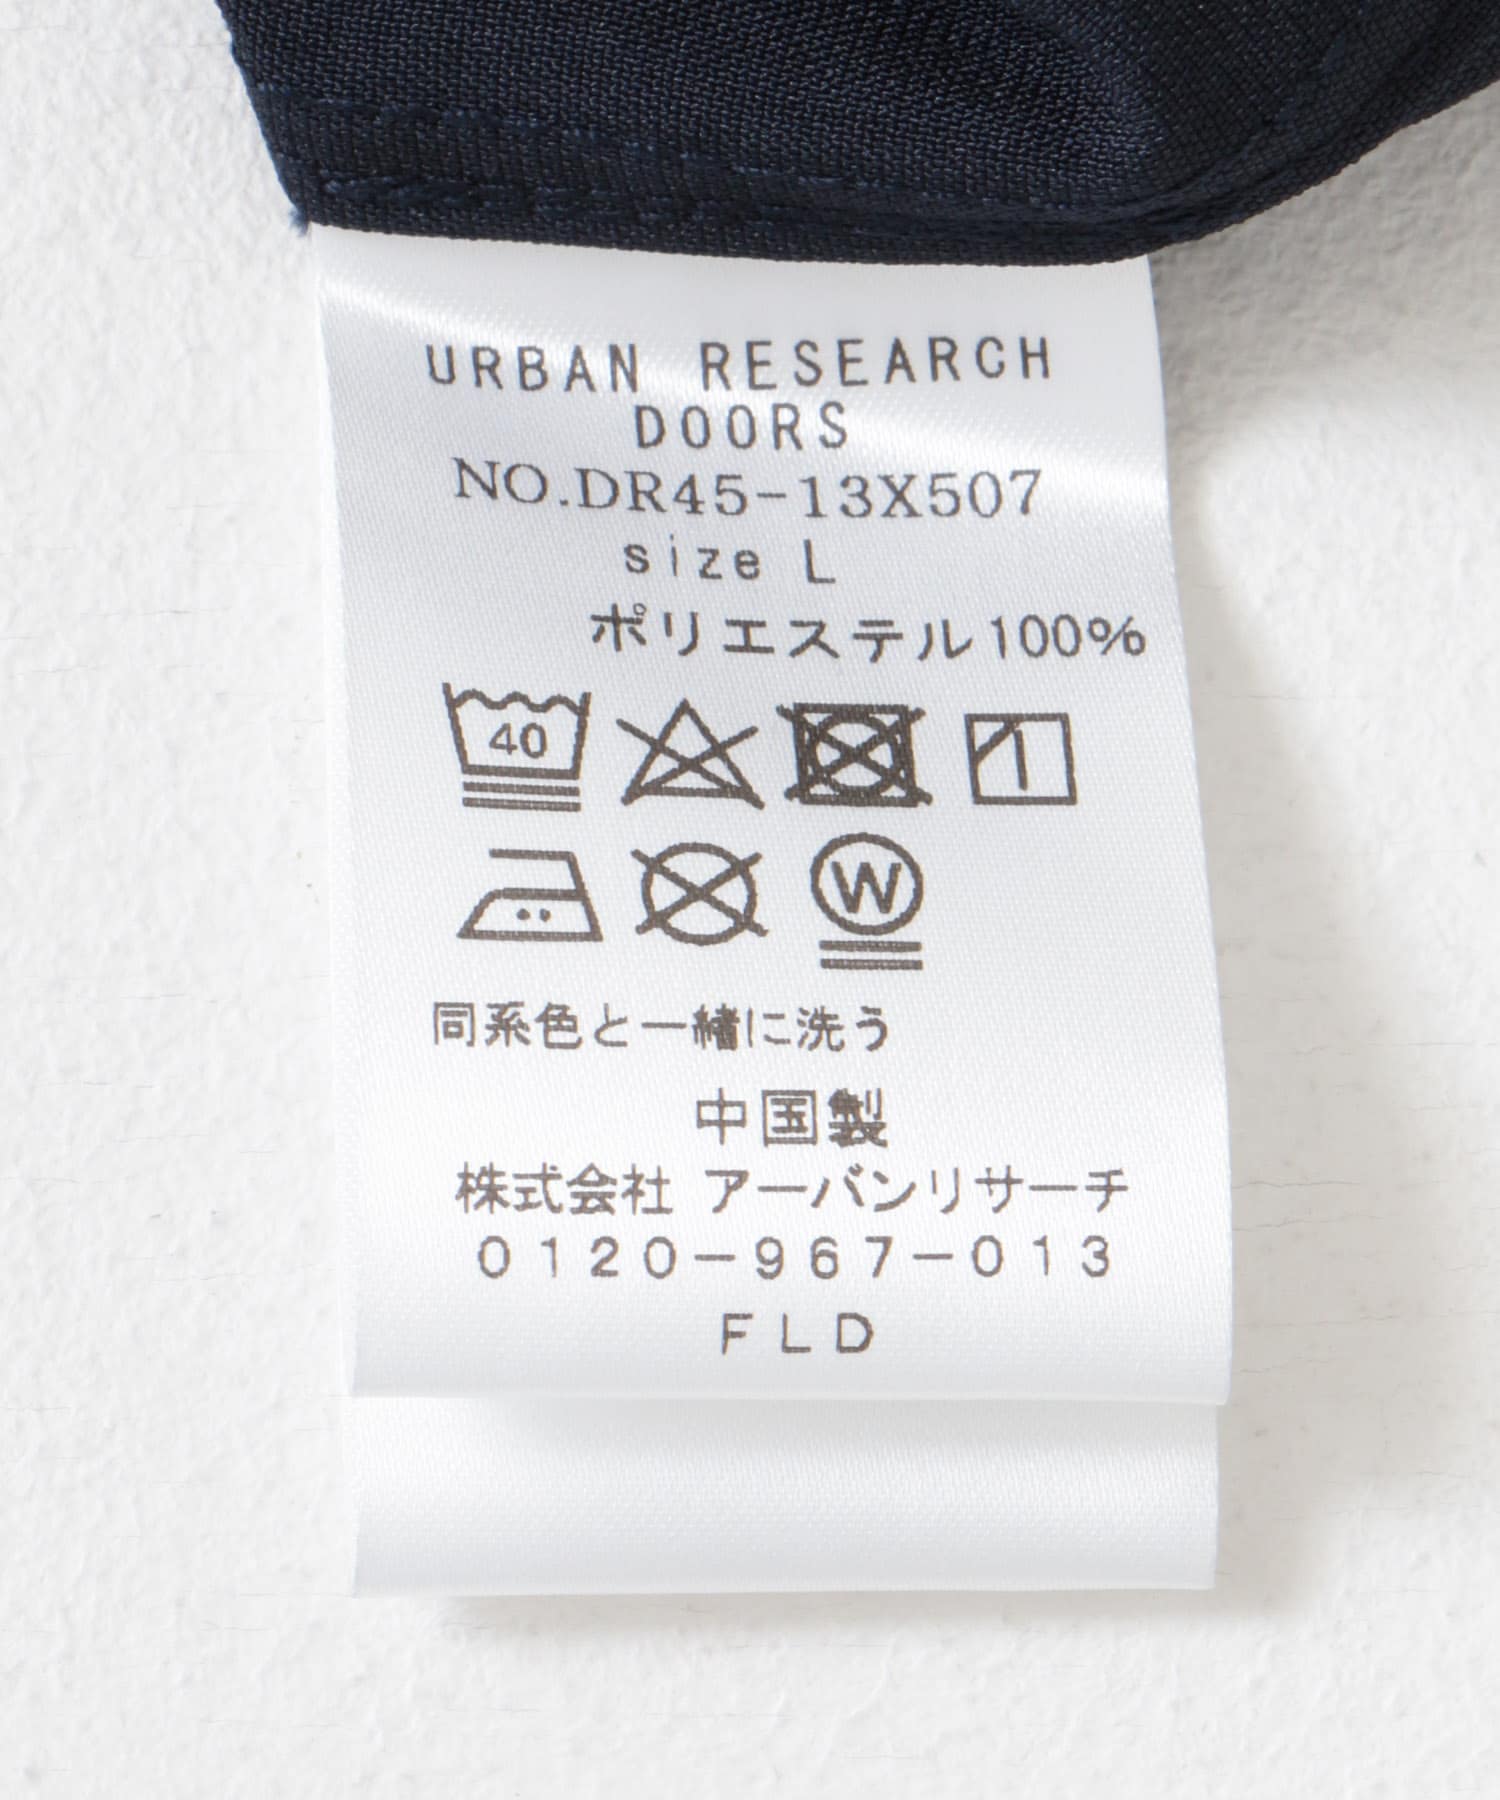 URBAN RESEARCH
DOORS
NO.DR45-13X507
size L
ポリエステル100%
40
W
同系色と一緒に洗う
中国製
株式会社 アーバンリサーチ
0120-967-013
FLD